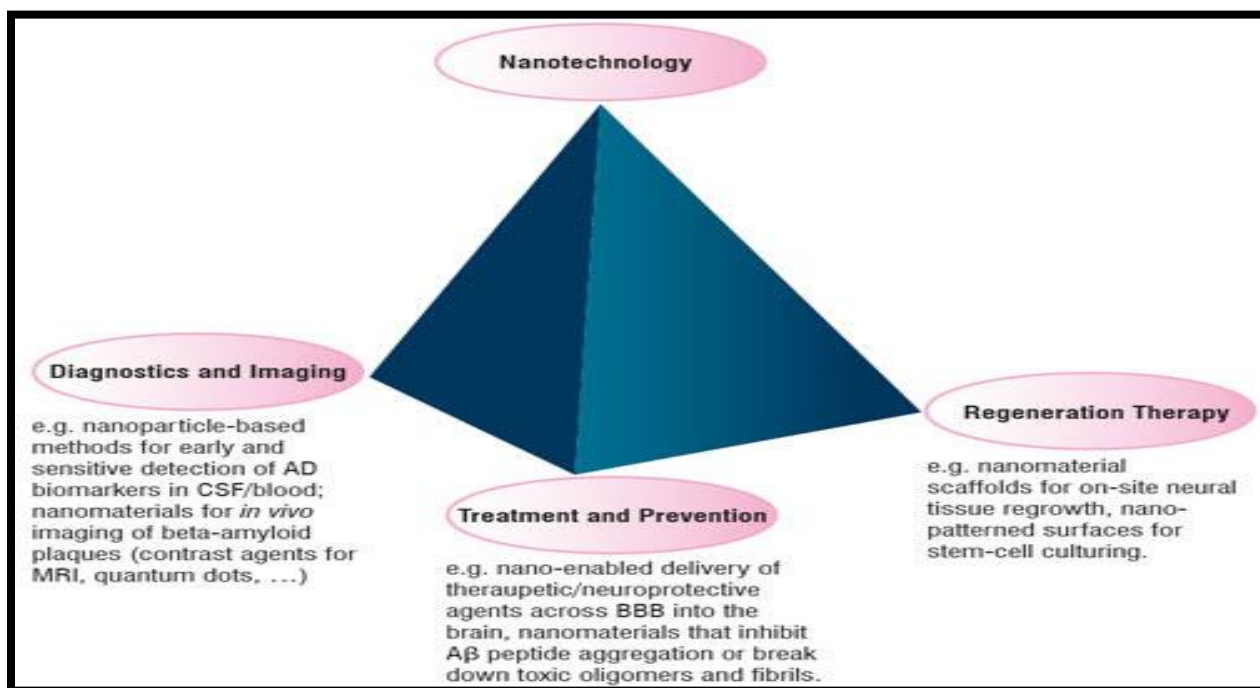 Nanotechnology
Diagnostics and Imaging
e.g. nanoparticle-based
methods for early and
sensitive detection of AD
biomarkers in CSF/blood;
nanomaterials for in vivo
imaging of beta-amyloid
plaques (contrast agents for
MRI, quantum dots, ...)
Treatment and Prevention
e.g. nano-enabled delivery of
theraupetic/neuroprotective
agents across BBB into the
brain, nanomaterials that inhibit
Aβ peptide aggregation or break
down toxic oligomers and fibrils.
Regeneration Therapy
e.g. nanomaterial
scaffolds for on-site neural
tissue regrowth, nano-
patterned surfaces for
stem-cell culturing.